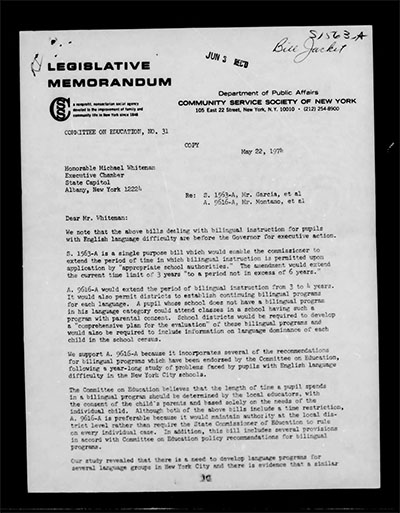 S1563-A
Bill Jacket
JUN 3 REC'D
LEGISLATIVE
MEMORANDUM
Department of Public Affairs
COMMUNITY SERVICE SOCIETY OF NEW YORK
105 East 22 Street, New York, N.Y. 10010 • (212) 254-8900
CSS
a nonprofit, nonsectarian social agency
devoted to the improvement of family and
community life in New York since 1848
COMMITTEE ON EDUCATION, NO. 31
COPY
May 22, 1974
Honorable Michael Whiteman
Executive Chamber
State Capitol
Albany, New York 12224
Re: S. 1563-A, Mr. Garcia, et al
A. 9616-A, Mr. Montano, et al
Dear Mr. Whiteman:
We note that the above bills dealing with bilingual instruction for pupils
with English language difficulty are before the Governor for executive action.
S. 1563-A is a single purpose bill which would enable the commissioner to
extend the period of time in which bilingual instruction is permitted upon
application by "appropriate school authorities." The amendment would extend
the current time limit of 3 years "to a period not in excess of 6 years."
A. 9616-A would extend the period of bilingual instruction from 3 to 4 years.
It would also permit districts to establish continuing bilingual programs
for each language. A pupil whose school does not have a bilingual program
in his language category could attend classes in a school having such a
program with parental consent. School districts would be required to develop
a "comprehensive plan for the evaluation" of these bilingual programs and
would also be required to include information on language dominance of each
child in the school census.
We support A. 9616-A because it incorporates several of the recommendations
for bilingual programs which have been endorsed by the Committee on Education,
following a year-long study of problems faced by pupils with English language
difficulty in the New York City schools.
The Committee on Education believes that the length of time a pupil spends
in a bilingual program should be determined by the local educators, with
the consent of the child's parents and based solely on the needs of the
individual child. Although both of the above bills include a time restriction,
A. 9616-A is preferable because it would maintain authority at the local dis-
trict level rather than require the State Commissioner of Education to rule
on every individual case. In addition, this bill includes several provisions
in accord with Committee on Education policy recommendations for bilingual
programs.
Our study revealed that there is a need to develop language programs for
several language groups in New York City and there is evidence that a similar